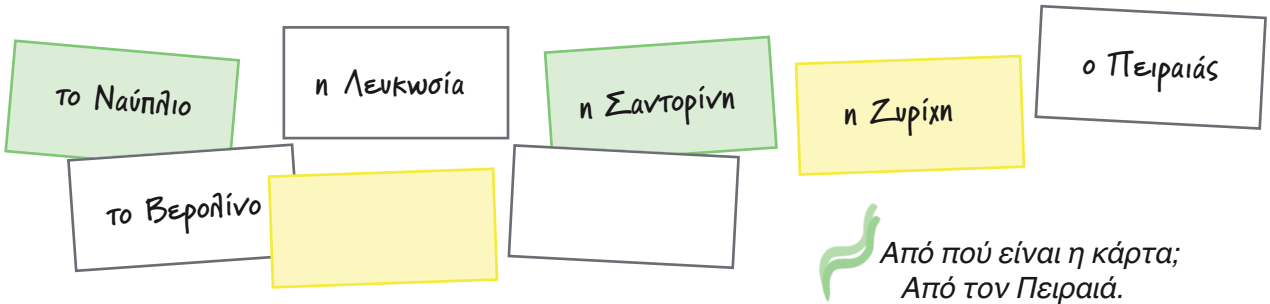 το Ναύπλιο
η Λευκωσία
η Σαντορίνη
η Ζυρίχη
ο Πειραιάς
το Βερολίνο
Από πού είναι η κάρτα;
Από τον Πειραιά.